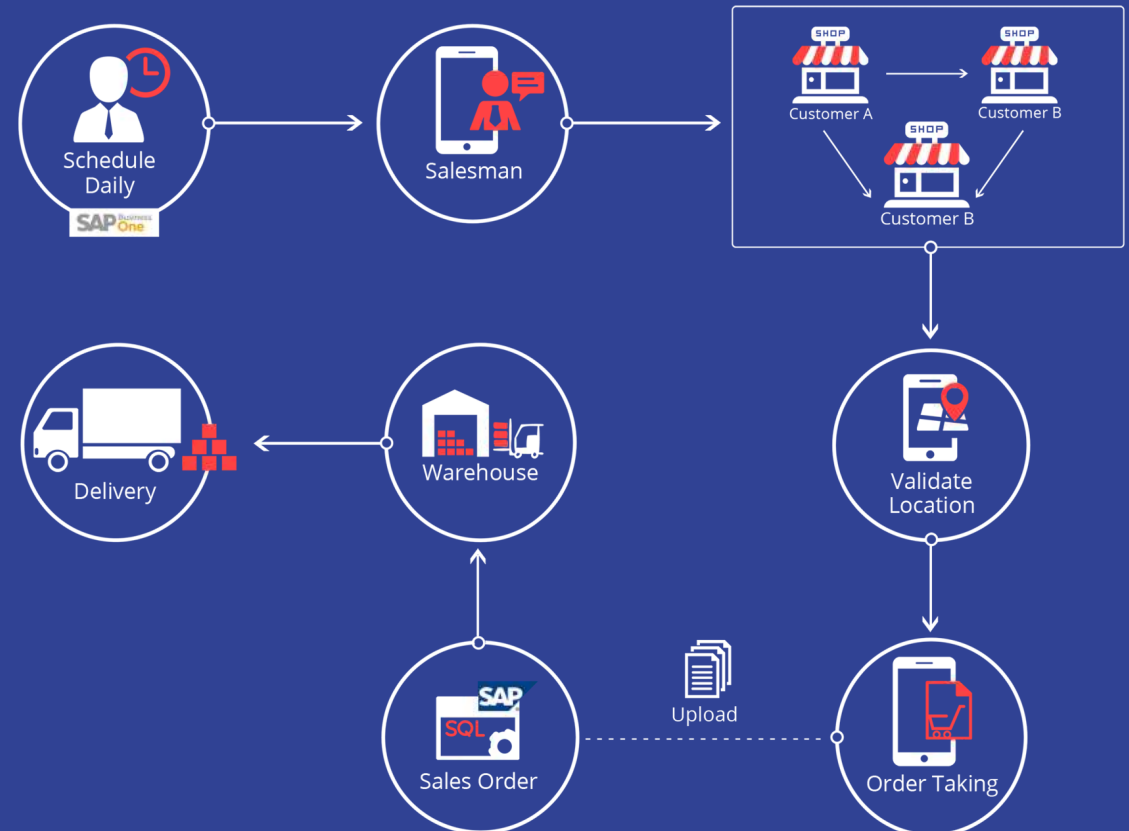 Schedule
Daily
SAP Business
One
Salesman
SHOP
Customer A
SHOP
Customer B
SHOP
Customer B
Validate
Location
Order Taking
Upload
SAP
SQL
Sales Order
Warehouse
Delivery